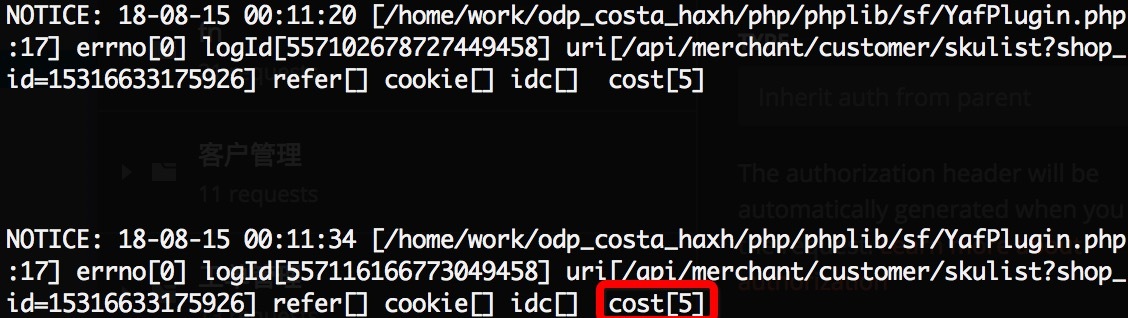 NOTICE: 18-08-15 00:11:20 [/home/work/odp_costa_haxh/php/phplib/sf/YafPlugin.php
:17] errno[0] logId[557102678727449458] uri[/api/merchant/customer/skulist?shop_
id=15316633175926] refer[] cookie[] idc[]  cost[5]
Inherit auth from parent
客户管理
11 requests
The authorization header will be
automatically generated when you
NOTICE: 18-08-15 00:11:34 [/home/work/odp_costa_haxh/php/phplib/sf/YafPlugin.php
:17] errno[0] logId[557116166773049458] uri[/api/merchant/customer/skulist?shop_
id=15316633175926] refer[] cookie[] idc[]  cost[5]
authorization